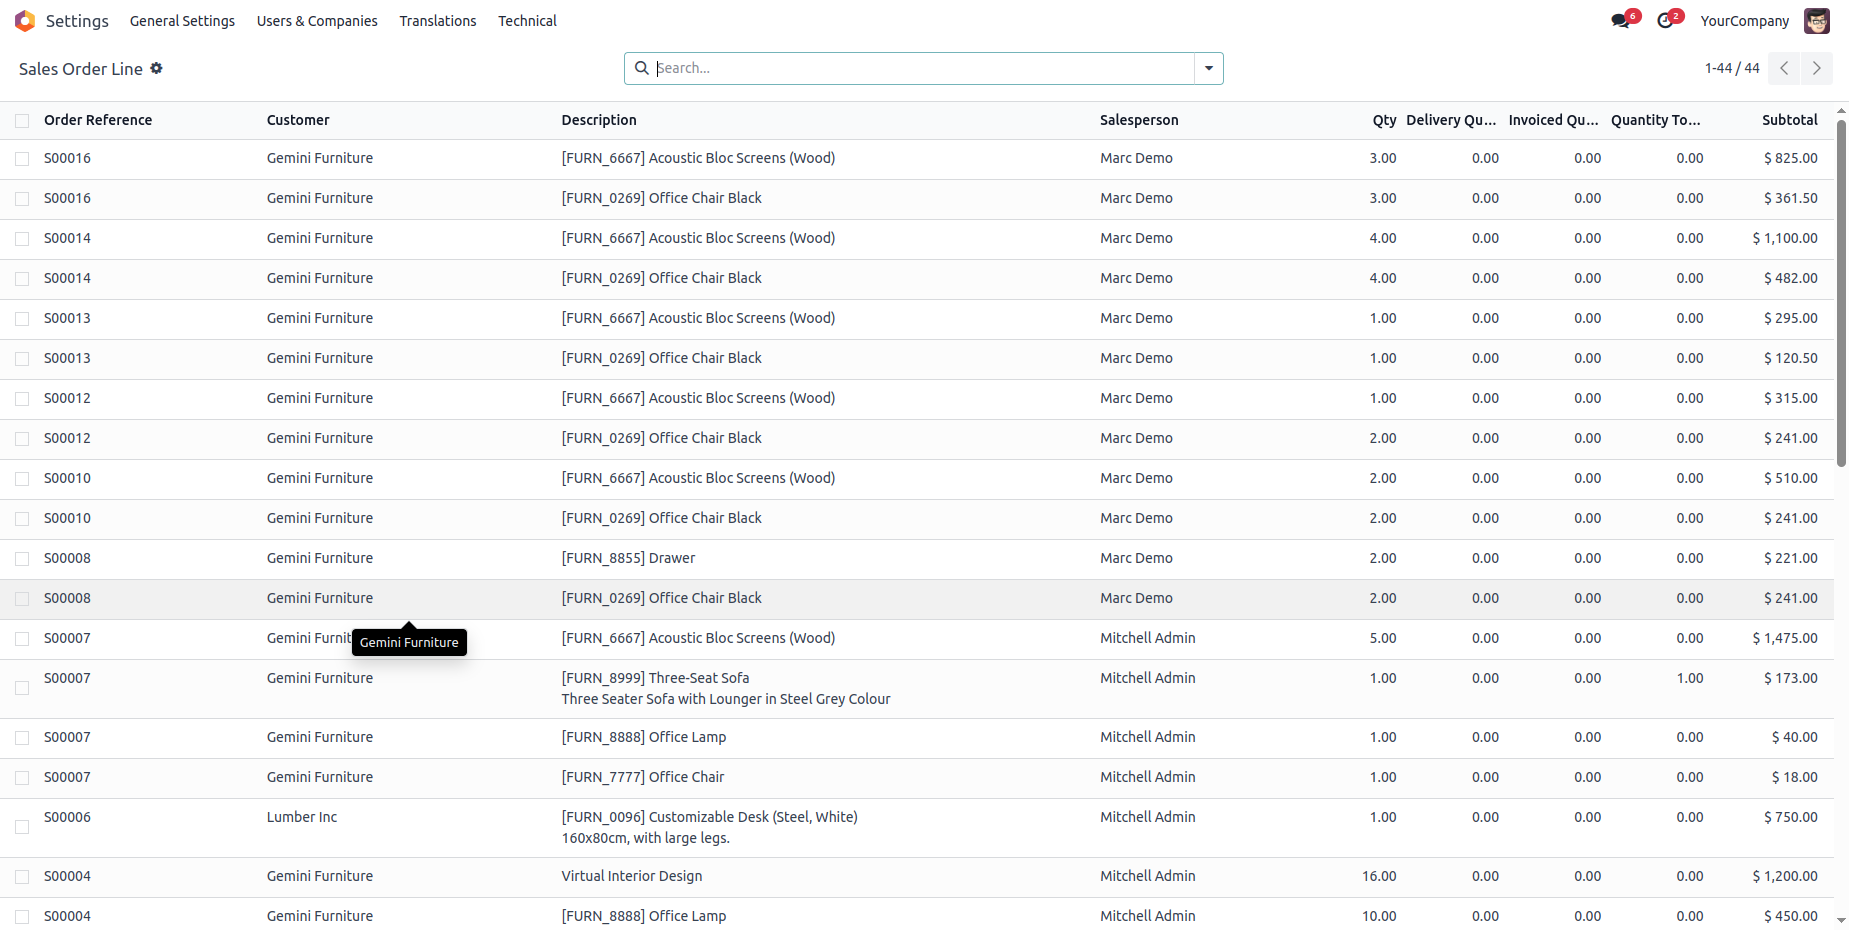 Settings General Settings Users & Companies Translations Technical 6 2 YourCompany
Sales Order Line Search... 1-44 / 44
Order Reference Customer Description Salesperson Qty Delivery Qu... Invoiced Qu... Quantity To... Subtotal
S00016 Gemini Furniture [FURN_6667] Acoustic Bloc Screens (Wood) Marc Demo 3.00 0.00 0.00 0.00 $ 825.00
S00016 Gemini Furniture [FURN_0269] Office Chair Black Marc Demo 3.00 0.00 0.00 0.00 $ 361.50
S00014 Gemini Furniture [FURN_6667] Acoustic Bloc Screens (Wood) Marc Demo 4.00 0.00 0.00 0.00 $ 1,100.00
S00014 Gemini Furniture [FURN_0269] Office Chair Black Marc Demo 4.00 0.00 0.00 0.00 $ 482.00
S00013 Gemini Furniture [FURN_6667] Acoustic Bloc Screens (Wood) Marc Demo 1.00 0.00 0.00 0.00 $ 295.00
S00013 Gemini Furniture [FURN_0269] Office Chair Black Marc Demo 1.00 0.00 0.00 0.00 $ 120.50
S00012 Gemini Furniture [FURN_6667] Acoustic Bloc Screens (Wood) Marc Demo 1.00 0.00 0.00 0.00 $ 315.00
S00012 Gemini Furniture [FURN_0269] Office Chair Black Marc Demo 2.00 0.00 0.00 0.00 $ 241.00
S00010 Gemini Furniture [FURN_6667] Acoustic Bloc Screens (Wood) Marc Demo 2.00 0.00 0.00 0.00 $ 510.00
S00010 Gemini Furniture [FURN_0269] Office Chair Black Marc Demo 2.00 0.00 0.00 0.00 $ 241.00
S00008 Gemini Furniture [FURN_8855] Drawer Marc Demo 2.00 0.00 0.00 0.00 $ 221.00
S00008 Gemini Furniture [FURN_0269] Office Chair Black Marc Demo 2.00 0.00 0.00 0.00 $ 241.00
S00007 Gemini Furnit [FURN_6667] Acoustic Bloc Screens (Wood) Mitchell Admin 5.00 0.00 0.00 0.00 $ 1,475.00
Gemini Furniture
S00007 Gemini Furniture [FURN_8999] Three-Seat Sofa Mitchell Admin 1.00 0.00 0.00 1.00 $ 173.00
Three Seater Sofa with Lounger in Steel Grey Colour
S00007 Gemini Furniture [FURN_8888] Office Lamp Mitchell Admin 1.00 0.00 0.00 0.00 $ 40.00
S00007 Gemini Furniture [FURN_7777] Office Chair Mitchell Admin 1.00 0.00 0.00 0.00 $ 18.00
S00006 Lumber Inc [FURN_0096] Customizable Desk (Steel, White) Mitchell Admin 1.00 0.00 0.00 0.00 $ 750.00
160x80cm, with large legs.
S00004 Gemini Furniture Virtual Interior Design Mitchell Admin 16.00 0.00 0.00 0.00 $ 1,200.00
S00004 Gemini Furniture [FURN_8888] Office Lamp Mitchell Admin 10.00 0.00 0.00 0.00 $ 450.00